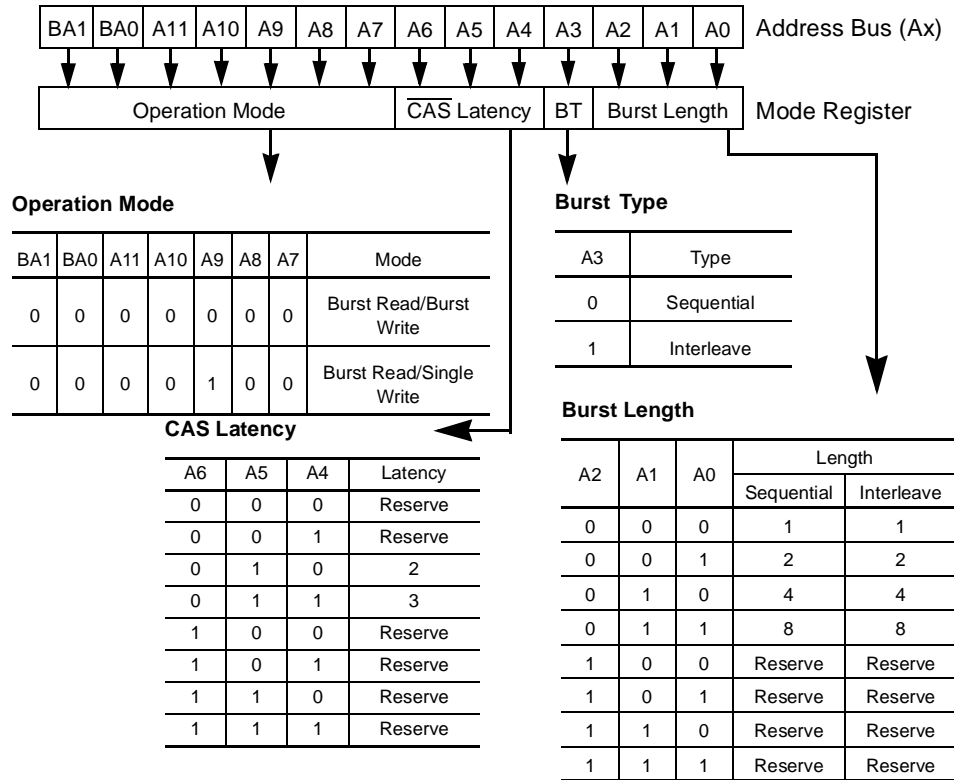 BA1 BA0 A11 A10 A9 A8 A7 A6 A5 A4 A3 A2 A1 A0 Address Bus (Ax)
Operation Mode CAS Latency BT Burst Length Mode Register
Operation Mode
BA1 BA0 A11 A10 A9 A8 A7 Mode
0 0 0 0 0 0 0 Burst Read/Burst
Write
0 0 0 0 1 0 0 Burst Read/Single
Write
Burst Type
A3 Type
0 Sequential
1 Interleave
CAS Latency
A6 A5 A4 Latency
0 0 0 Reserve
0 0 1 Reserve
0 1 0 2
0 1 1 3
1 0 0 Reserve
1 0 1 Reserve
1 1 0 Reserve
1 1 1 Reserve
Burst Length
A2 A1 A0 Length
Sequential Interleave
0 0 0 1 1
0 0 1 2 2
0 1 0 4 4
0 1 1 8 8
1 0 0 Reserve Reserve
1 0 1 Reserve Reserve
1 1 0 Reserve Reserve
1 1 1 Reserve Reserve